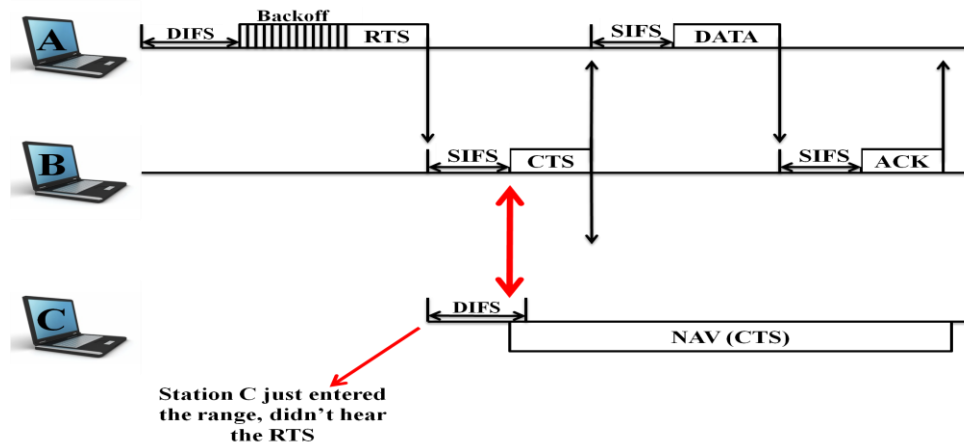 Backoff
A
DIFS
RTS
SIFS
DATA
B
SIFS
CTS
SIFS
ACK
C
DIFS
NAV (CTS)
Station C just entered
the range, didn't hear
the RTS